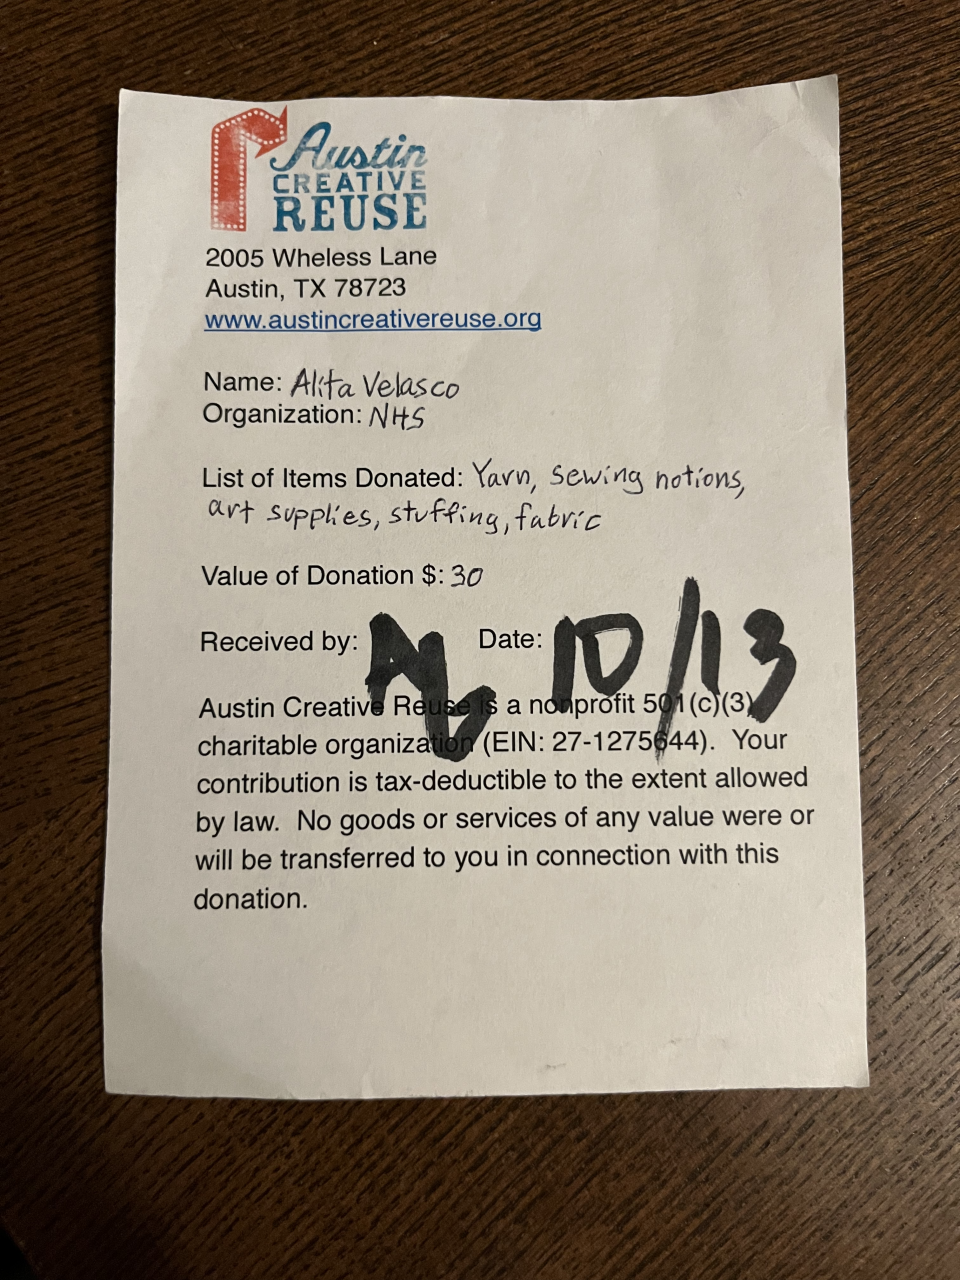 Austin
CREATIVE
REUSE
2005 Wheless Lane
Austin, TX 78723
www.austincreativereuse.org
Name: Alita Velasco
Organization: NHS
List of Items Donated: Yarn, sewing notions,
art supplies, stuffing, fabric
Value of Donation $: 30
Received by: Date: 10/13
Austin Creative Reuse is a nonprofit 501(c)(3)
charitable organization (EIN: 27-1275644). Your
contribution is tax-deductible to the extent allowed
by law. No goods or services of any value were or
will be transferred to you in connection with this
donation.